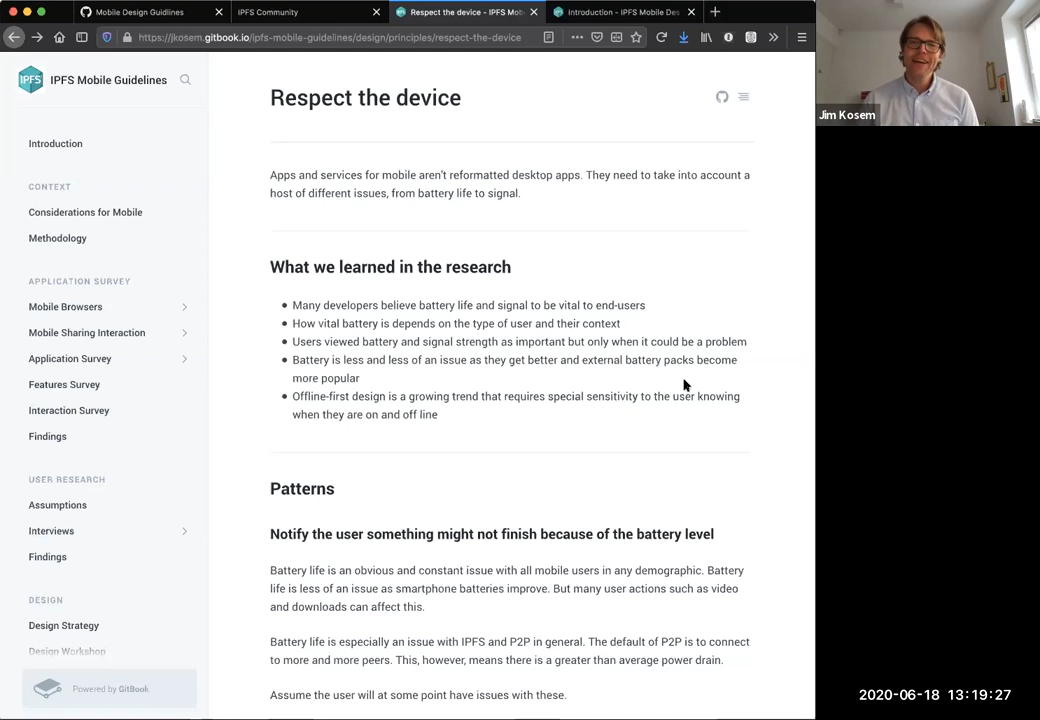 Mobile Design Guidlines
IPFS Community
Respect the device - IPFS Mob
Introduction - IPFS Mobile Des
https://jkosem.gitbook.io/ipfs-mobile-guidelines/design/principles/respect-the-device
IPFS
IPFS Mobile Guidelines
Introduction
CONTEXT
Considerations for Mobile
Methodology
APPLICATION SURVEY
Mobile Browsers
Mobile Sharing Interaction
Application Survey
Features Survey
Interaction Survey
Findings
USER RESEARCH
Assumptions
Interviews
Findings
DESIGN
Design Strategy
Design Workshop
Powered by GitBook
Respect the device
Apps and services for mobile aren't reformatted desktop apps. They need to take into account a
host of different issues, from battery life to signal.
What we learned in the research
Many developers believe battery life and signal to be vital to end-users
How vital battery is depends on the type of user and their context
Users viewed battery and signal strength as important but only when it could be a problem
Battery is less and less of an issue as they get better and external battery packs become
more popular
Offline-first design is a growing trend that requires special sensitivity to the user knowing
when they are on and off line
Patterns
Notify the user something might not finish because of the battery level
Battery life is an obvious and constant issue with all mobile users in any demographic. Battery
life is less of an issue as smartphone batteries improve. But many user actions such as video
and downloads can affect this.
Battery life is especially an issue with IPFS and P2P in general. The default of P2P is to connect
to more and more peers. This, however, means there is a greater than average power drain.
Assume the user will at some point have issues with these.
Jim Kosem
2020-06-18 13:19:27